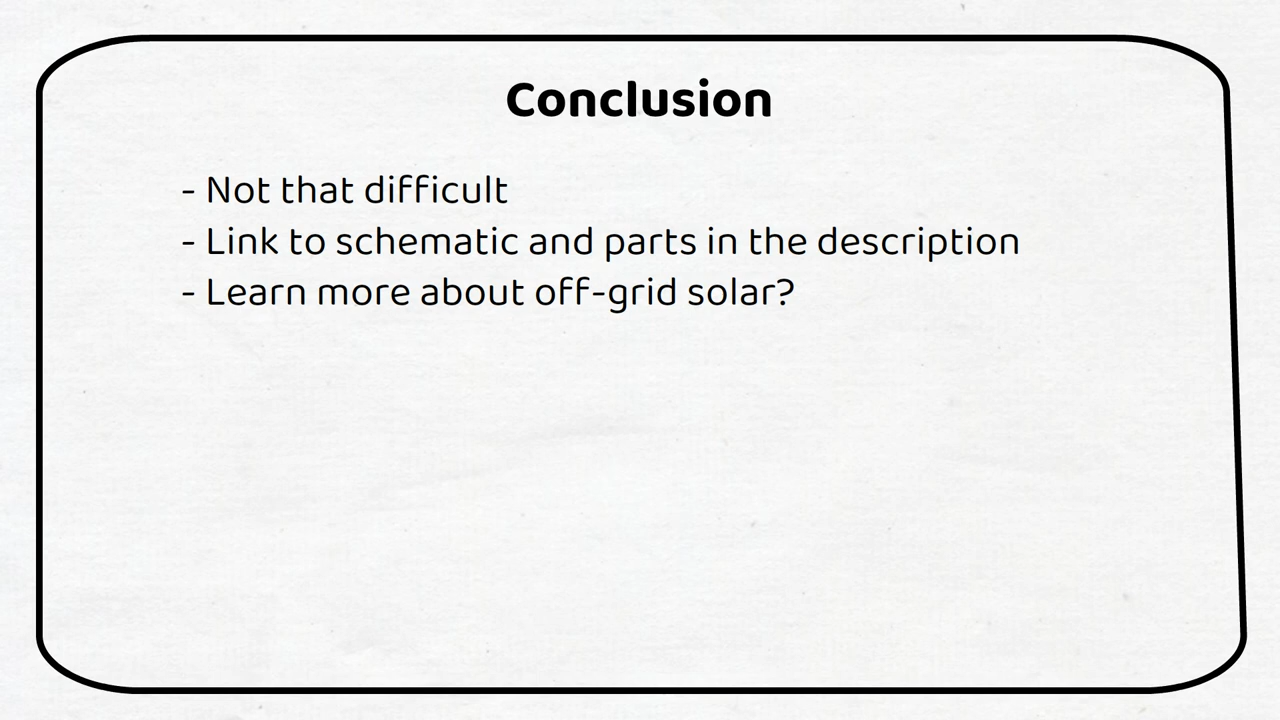 Conclusion
- Not that difficult
- Link to schematic and parts in the description
- Learn more about off-grid solar?